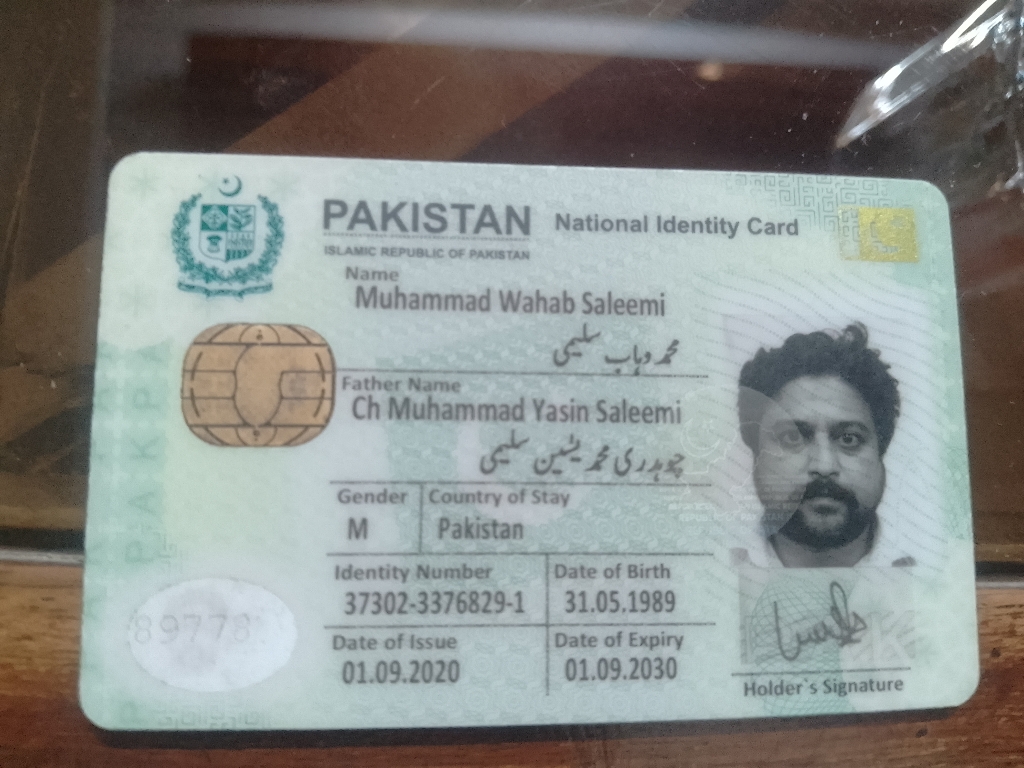 PAKISTAN National Identity Card
ISLAMIC REPUBLIC OF PAKISTAN
Name
Muhammad Wahab Saleemi
محمد وہاب سلیمی
Father Name
Ch Muhammad Yasin Saleemi
چوہدری محمد یٰسین سلیمی
Gender Country of Stay
M Pakistan
Identity Number Date of Birth
37302-3376829-1 31.05.1989
Date of Issue Date of Expiry
01.09.2020 01.09.2030
89778
Holder`s Signature